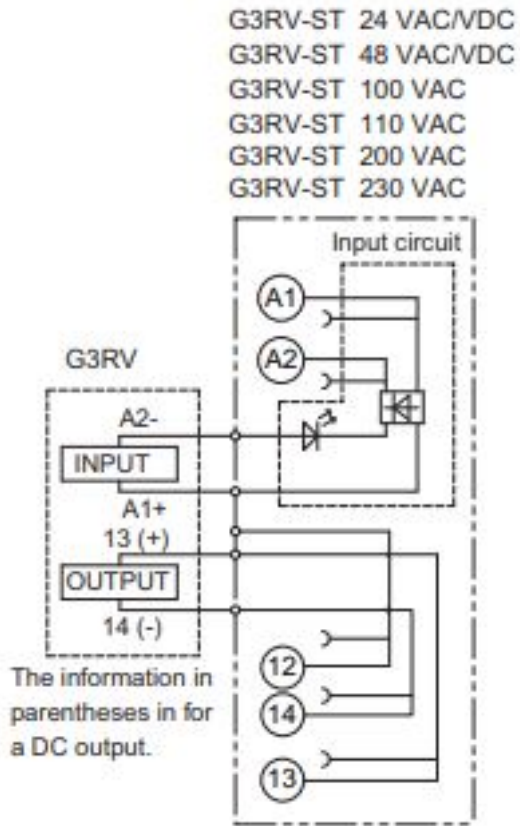 G3RV-ST 24 VAC/VDC
G3RV-ST 48 VAC/VDC
G3RV-ST 100 VAC
G3RV-ST 110 VAC
G3RV-ST 200 VAC
G3RV-ST 230 VAC
Input circuit
A1
A2
G3RV
A2-
INPUT
A1+
13 (+)
OUTPUT
14 (-)
12
14
13
The information in
parentheses in for
a DC output.